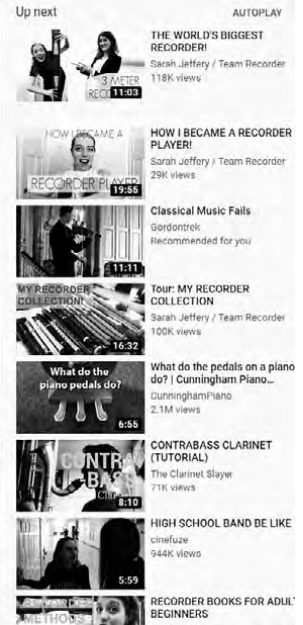 Up next
AUTOPLAY
3 METER
RECO
11:03
THE WORLD'S BIGGEST
RECORDER!
Sarah Jeffery / Team Recorder
118K views
HOW I BECAME A
RECORDER PLAYER
19:55
HOW I BECAME A RECORDER
PLAYER!
Sarah Jeffery / Team Recorder
29K views
11:11
Classical Music Fails
Gordontrek
Recommended for you
MY RECORDER
COLLECTION!
16:32
Tour: MY RECORDER
COLLECTION
Sarah Jeffery / Team Recorder
100K views
What do the
piano pedals do?
6:55
What do the pedals on a piano
do? | Cunningham Piano...
CunninghamPiano
2.1M views
CONTRA
BASS
8:10
CONTRABASS CLARINET
(TUTORIAL)
The Clarinet Slayer
71K views
5:59
HIGH SCHOOL BAND BE LIKE
cinefuze
944K views
METHODS
RECORDER BOOKS FOR ADULT
BEGINNERS